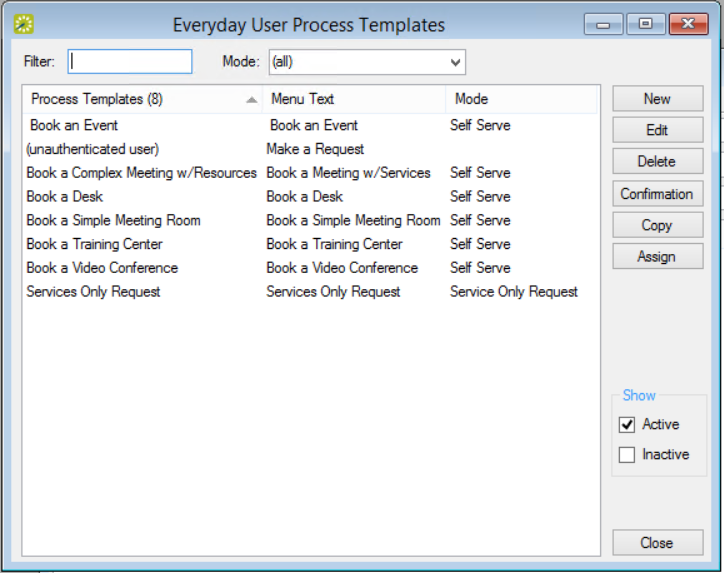 Everyday User Process Templates
Filter: Mode: (all)
Process Templates (8) Menu Text Mode
Book an Event Book an Event Self Serve
(unauthenticated user) Make a Request
Book a Complex Meeting w/Resources Book a Meeting w/Services Self Serve
Book a Desk Book a Desk Self Serve
Book a Simple Meeting Room Book a Simple Meeting Room Self Serve
Book a Training Center Book a Training Center Self Serve
Book a Video Conference Book a Video Conference Self Serve
Services Only Request Services Only Request Service Only Request
New
Edit
Delete
Confirmation
Copy
Assign
Show
Active
Inactive
Close